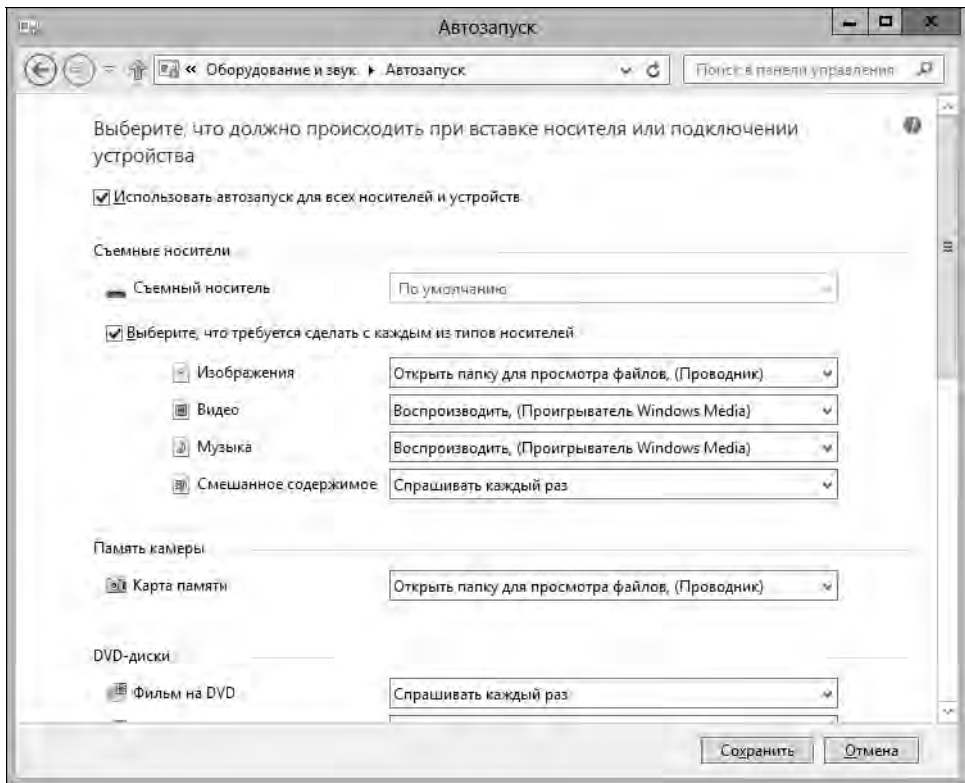 Автозапуск
« Оборудование и звук ▸ Автозапуск
Поиск в панели управления
Выберите, что должно происходить при вставке носителя или подключении
устройства
Использовать автозапуск для всех носителей и устройств
Съемные носители
Съемный носитель По умолчанию
Выберите, что требуется сделать с каждым из типов носителей
Изображения Открыть папку для просмотра файлов, (Проводник)
Видео Воспроизводить, (Проигрыватель Windows Media)
Музыка Воспроизводить, (Проигрыватель Windows Media)
Смешанное содержимое Спрашивать каждый раз
Память камеры
Карта памяти Открыть папку для просмотра файлов, (Проводник)
DVD-диски
Фильм на DVD Спрашивать каждый раз
Сохранить Отмена